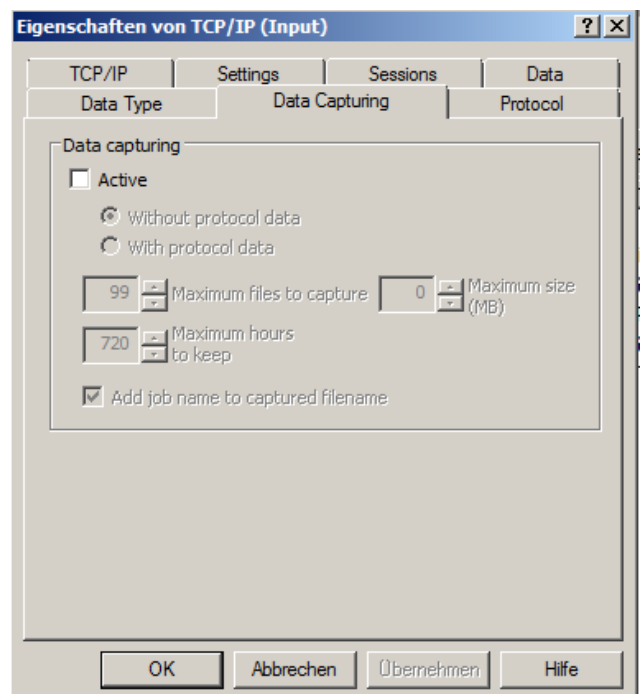 Eigenschaften von TCP/IP (Input)
TCP/IP Settings Sessions Data
Data Type Data Capturing Protocol
Data capturing
Active
Without protocol data
With protocol data
99 Maximum files to capture 0 Maximum size
(MB)
720 Maximum hours
to keep
Add job name to captured filename
OK Abbrechen Übernehmen Hilfe